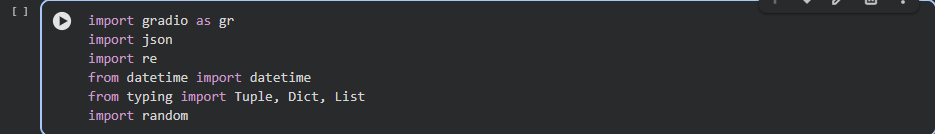 [ ]
import gradio as gr
import json
import re
from datetime import datetime
from typing import Tuple, Dict, List
import random